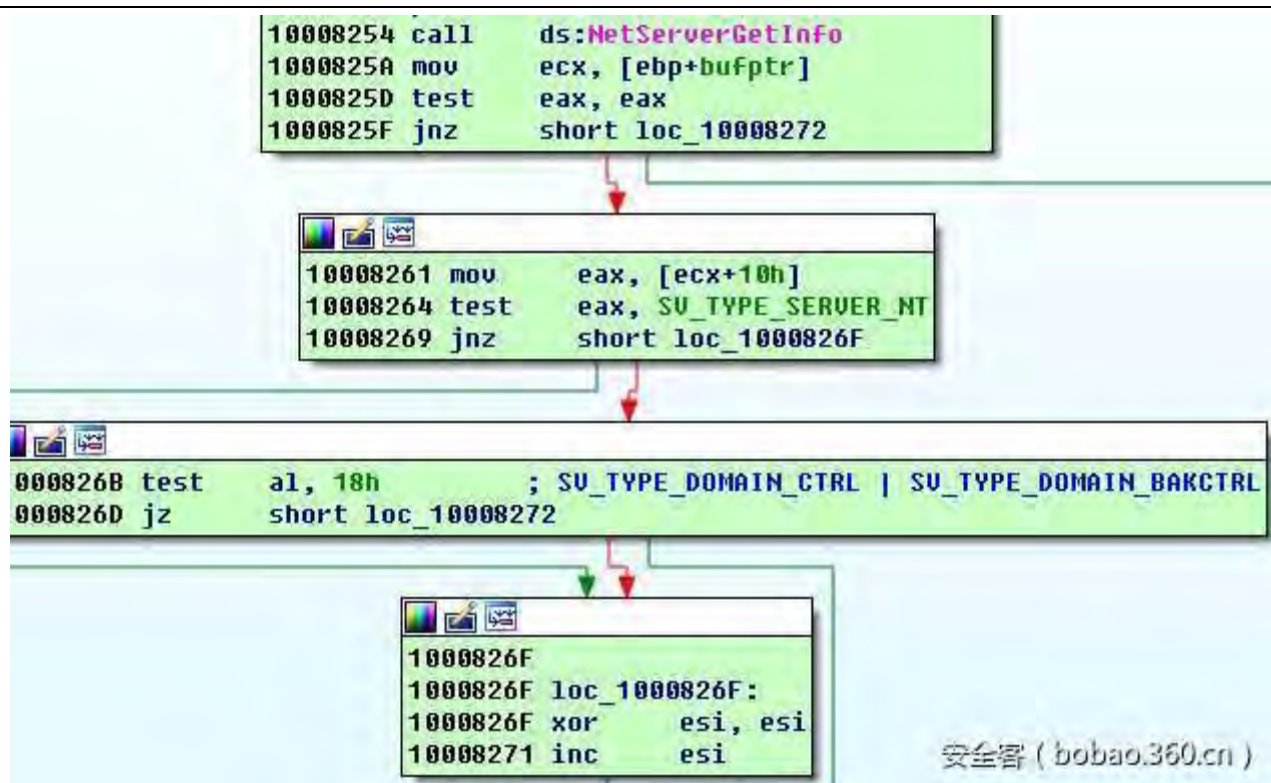 10008254 call ds:NetServerGetInfo
1000825A mov ecx, [ebp+bufptr]
1000825D test eax, eax
1000825F jnz short loc_10008272
10008261 mov eax, [ecx+10h]
10008264 test eax, SV_TYPE_SERVER_NT
10008269 jnz short loc_1000826F
000826B test al, 18h ; SV_TYPE_DOMAIN_CTRL | SV_TYPE_DOMAIN_BAKCTRL
000826D jz short loc_10008272
1000826F
1000826F loc_1000826F:
1000826F xor esi, esi
10008271 inc esi
安全客 ( bobao.360.cn )